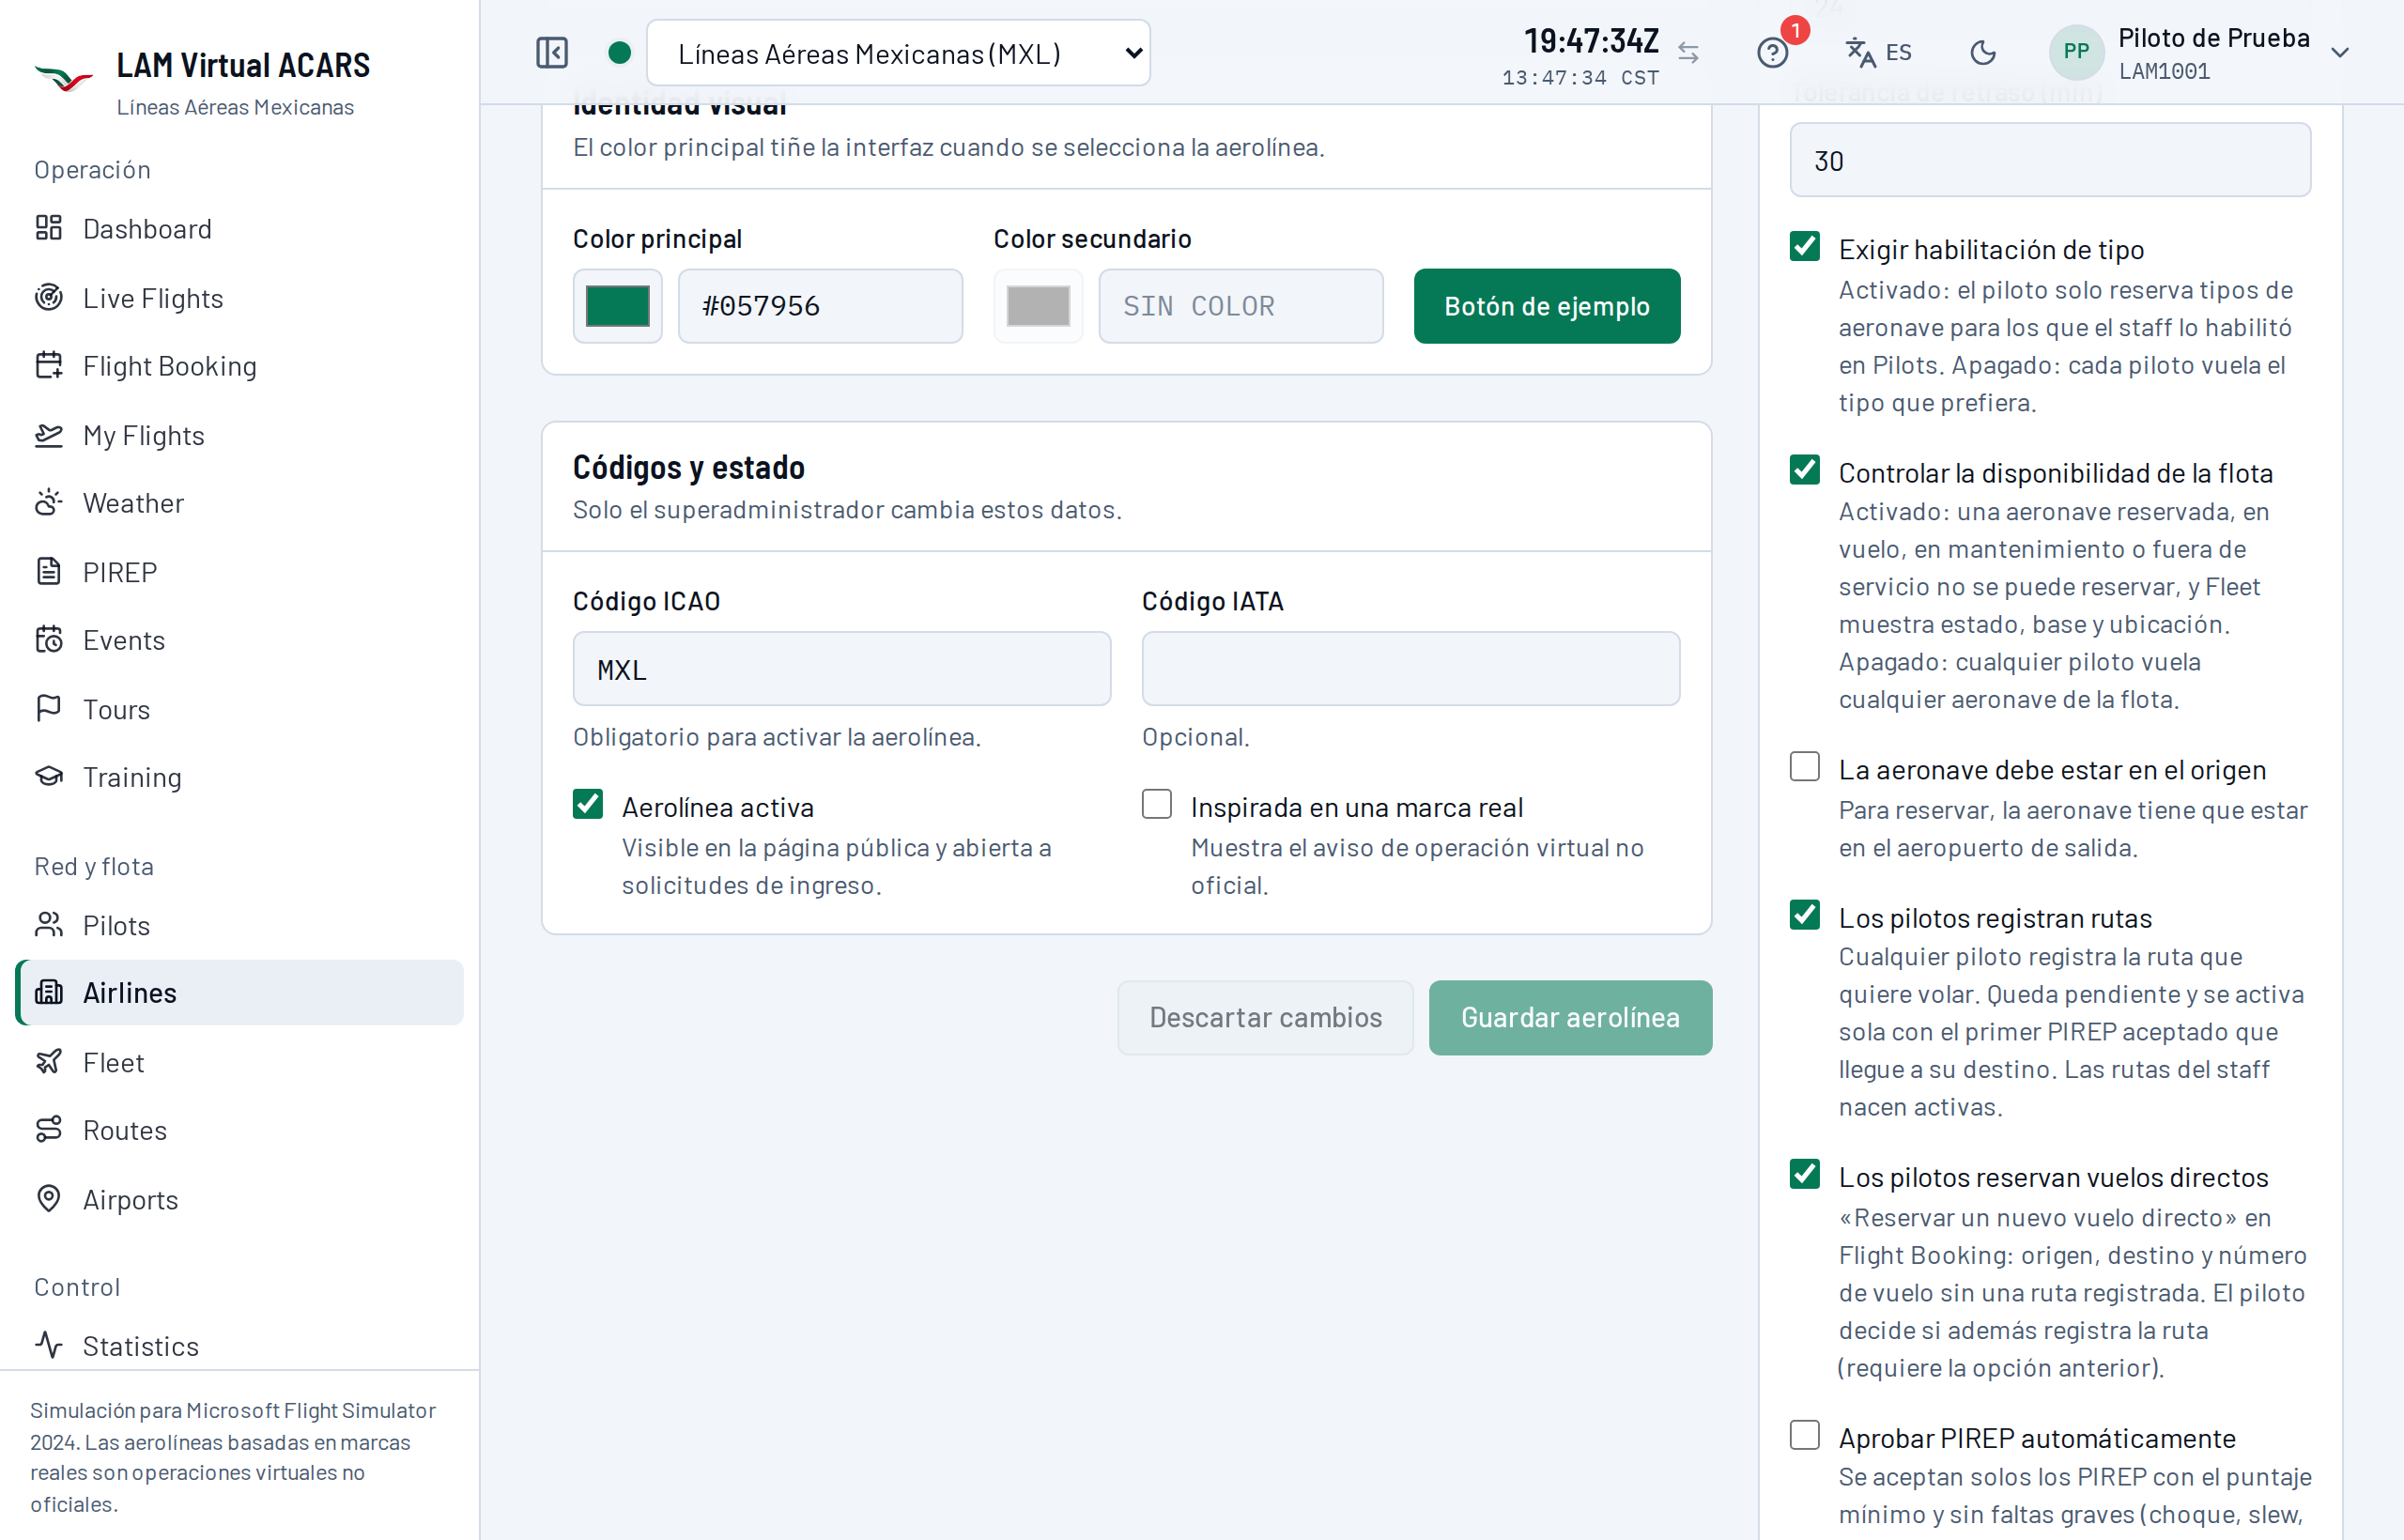 LAM Virtual ACARS
Líneas Aéreas Mexicanas
Operación
Dashboard
Live Flights
Flight Booking
My Flights
Weather
PIREP
Events
Tours
Training
Red y flota
Pilots
Airlines
Fleet
Routes
Airports
Control
Statistics
Simulación para Microsoft Flight Simulator
2024. Las aerolíneas basadas en marcas
reales son operaciones virtuales no
oficiales.
Líneas Aéreas Mexicanas (MXL)
19:47:34Z
13:47:34 CST
1
ES
PP
Piloto de Prueba
LAM1001
Identidad visual
El color principal tiñe la interfaz cuando se selecciona la aerolínea.
Color principal
#057956
Color secundario
SIN COLOR
Botón de ejemplo
Códigos y estado
Solo el superadministrador cambia estos datos.
Código ICAO
MXL
Obligatorio para activar la aerolínea.
Código IATA
Opcional.
Aerolínea activa
Visible en la página pública y abierta a
solicitudes de ingreso.
Inspirada en una marca real
Muestra el aviso de operación virtual no
oficial.
Descartar cambios
Guardar aerolínea
24
Tolerancia de retraso (min)
30
Exigir habilitación de tipo
Activado: el piloto solo reserva tipos de
aeronave para los que el staff lo habilitó
en Pilots. Apagado: cada piloto vuela el
tipo que prefiera.
Controlar la disponibilidad de la flota
Activado: una aeronave reservada, en
vuelo, en mantenimiento o fuera de
servicio no se puede reservar, y Fleet
muestra estado, base y ubicación.
Apagado: cualquier piloto vuela
cualquier aeronave de la flota.
La aeronave debe estar en el origen
Para reservar, la aeronave tiene que estar
en el aeropuerto de salida.
Los pilotos registran rutas
Cualquier piloto registra la ruta que
quiere volar. Queda pendiente y se activa
sola con el primer PIREP aceptado que
llegue a su destino. Las rutas del staff
nacen activas.
Los pilotos reservan vuelos directos
«Reservar un nuevo vuelo directo» en
Flight Booking: origen, destino y número
de vuelo sin una ruta registrada. El piloto
decide si además registra la ruta
(requiere la opción anterior).
Aprobar PIREP automáticamente
Se aceptan solos los PIREP con el puntaje
mínimo y sin faltas graves (choque, slew,